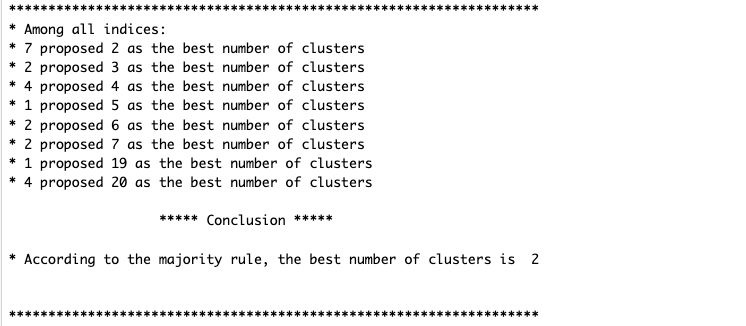 *******************************************************************
* Among all indices:
* 7 proposed 2 as the best number of clusters
* 2 proposed 3 as the best number of clusters
* 4 proposed 4 as the best number of clusters
* 1 proposed 5 as the best number of clusters
* 2 proposed 6 as the best number of clusters
* 2 proposed 7 as the best number of clusters
* 1 proposed 19 as the best number of clusters
* 4 proposed 20 as the best number of clusters
***** Conclusion *****
* According to the majority rule, the best number of clusters is  2
*******************************************************************